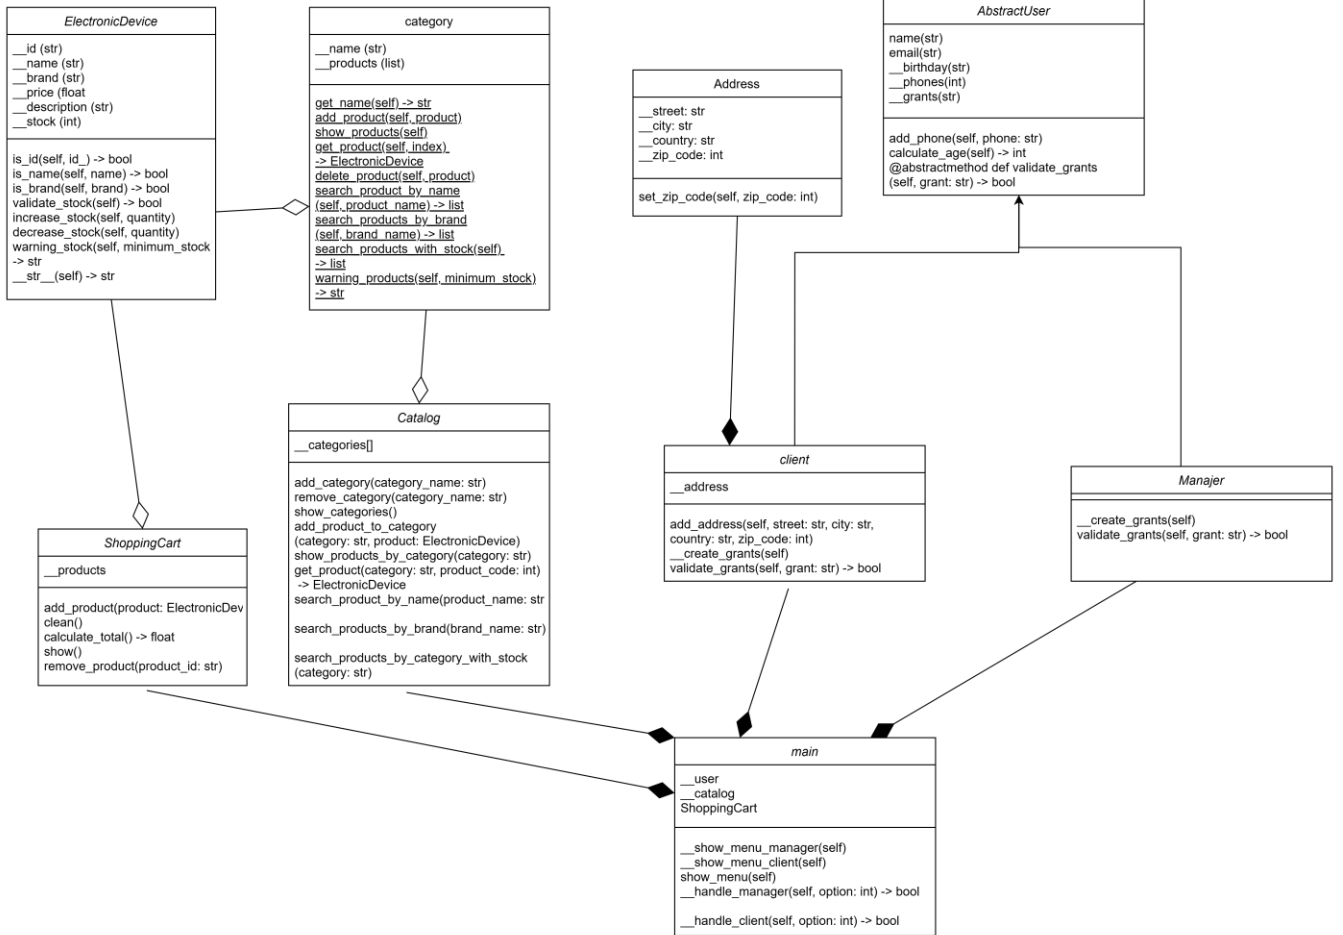 ElectronicDevice
__id (str)
__name (str)
__brand (str)
__price (float
__description (str)
__stock (int)
is_id(self, id_) -> bool
is_name(self, name) -> bool
is_brand(self, brand) -> bool
validate_stock(self) -> bool
increase_stock(self, quantity)
decrease_stock(self, quantity)
warning_stock(self, minimum_stock
-> str
__str__(self) -> str
category
__name (str)
__products (list)
get_name(self) -> str
add_product(self, product)
show_products(self)
get_product(self, index)
-> ElectronicDevice
delete_product(self, product)
search_product_by_name
(self, product_name) -> list
search_products_by_brand
(self, brand_name) -> list
search_products_with_stock(self)
-> list
warning_products(self, minimum_stock)
-> str
Address
__street: str
__city: str
__country: str
__zip_code: int
set_zip_code(self, zip_code: int)
AbstractUser
name(str)
email(str)
__birthday(str)
__phones(int)
__grants(str)
add_phone(self, phone: str)
calculate_age(self) -> int
@abstractmethod def validate_grants
(self, grant: str) -> bool
ShoppingCart
__products
add_product(product: ElectronicDev
clean()
calculate_total() -> float
show()
remove_product(product_id: str)
Catalog
__categories[]
add_category(category_name: str)
remove_category(category_name: str)
show_categories()
add_product_to_category
(category: str, product: ElectronicDevice)
show_products_by_category(category: str)
get_product(category: str, product_code: int)
-> ElectronicDevice
search_product_by_name(product_name: str
search_products_by_brand(brand_name: str)
search_products_by_category_with_stock
(category: str)
client
__address
add_address(self, street: str, city: str,
country: str, zip_code: int)
__create_grants(self)
validate_grants(self, grant: str) -> bool
Manajer
__create_grants(self)
validate_grants(self, grant: str) -> bool
main
__user
__catalog
ShoppingCart
__show_menu_manager(self)
__show_menu_client(self)
show_menu(self)
__handle_manager(self, option: int) -> bool
__handle_client(self, option: int) -> bool